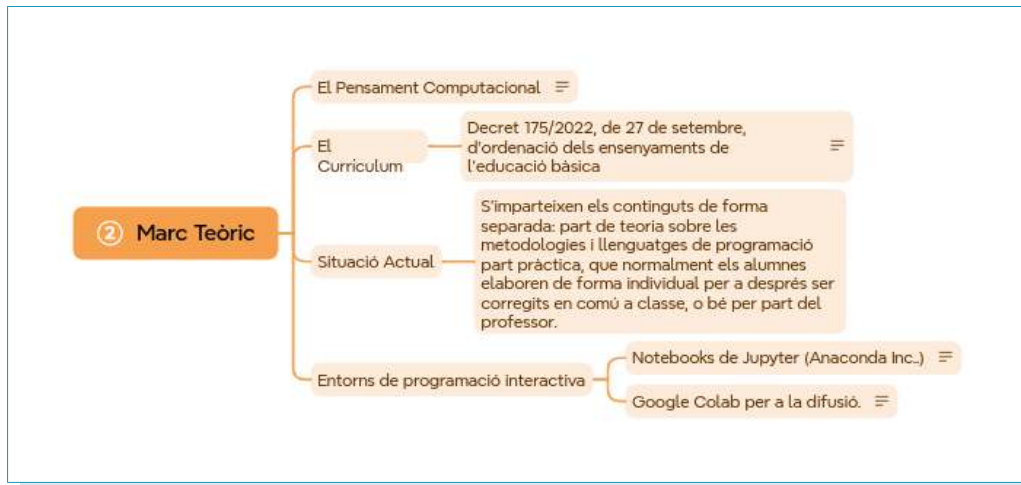 ② Marc Teòric
El Pensament Computacional
El
Currículum
Decret 175/2022, de 27 de setembre,
d'ordenació dels ensenyaments de
l'educació bàsica
Situació Actual
S'imparteixen els continguts de forma
separada: part de teoria sobre les
metodologies i llenguatges de programació
part pràctica, que normalment els alumnes
elaboren de forma individual per a després ser
corregits en comú a classe, o bé per part del
professor.
Entorns de programació interactiva
Notebooks de Jupyter (Anaconda Inc..)
Google Colab per a la difusió.